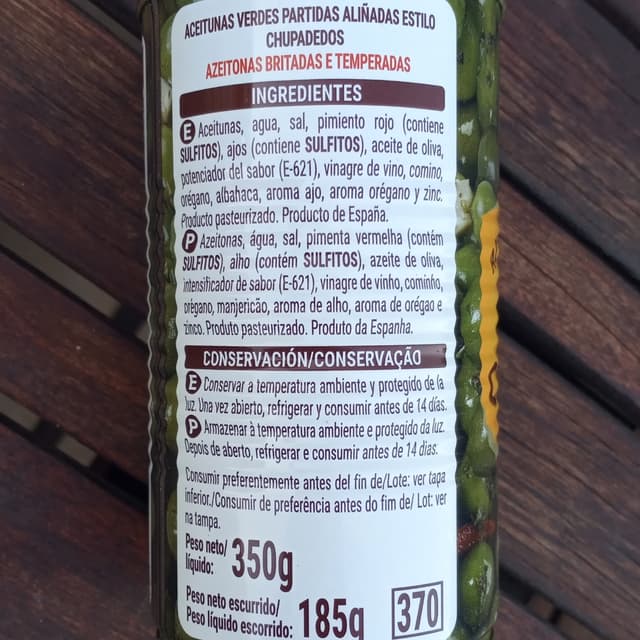 ACEITUNAS VERDES PARTIDAS ALIÑADAS ESTILO
CHUPADEDOS
AZEITONAS BRITADAS E TEMPERADAS
INGREDIENTES
E Aceitunas, agua, sal, pimiento rojo (contiene
SULFITOS), ajos (contiene SULFITOS), aceite de oliva,
potenciador del sabor (E-621), vinagre de vino, comino,
orégano, albahaca, aroma ajo, aroma orégano y zinc.
Producto pasteurizado. Producto de España.
P Azeitonas, água, sal, pimenta vermelha (contém
SULFITOS), alho (contém SULFITOS), azeite de oliva,
intensificador de sabor (E-621), vinagre de vinho, cominho,
orégano, manjericão, aroma de alho, aroma de orégao e
zinco. Produto pasteurizado. Produto da Espanha.
CONSERVACIÓN/CONSERVAÇÃO
E Conservar a temperatura ambiente y protegido de la
luz. Una vez abierto, refrigerar y consumir antes de 14 días.
P Armazenar à temperatura ambiente e protegido da luz.
Depois de aberto, refrigerar e consumir antes de 14 dias.
Consumir preferentemente antes del fin de/Lote: ver tapa
inferior./Consumir de preferência antes do fim de/ Lot: ver
na tampa.
Peso neto/
líquido: 350g
Peso neto escurrido/
Peso líquido escorrido: 185g
370